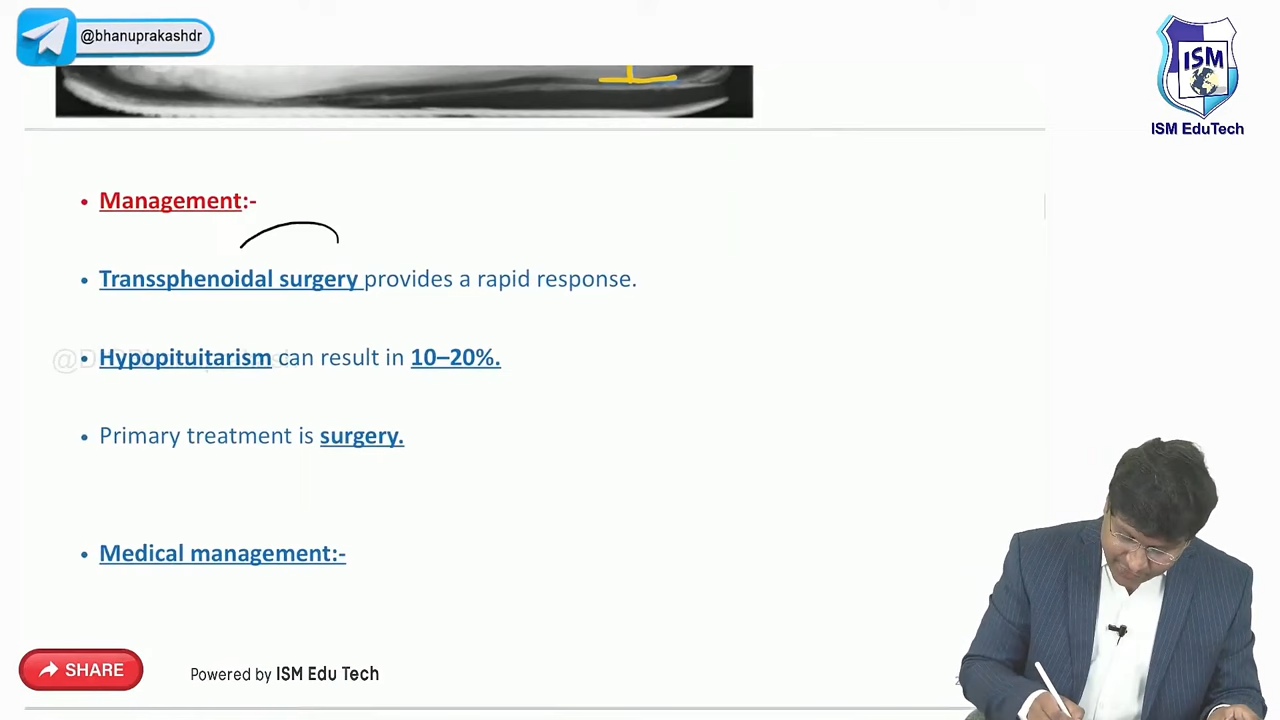 @bhanuprakashdr
ISM
ISM EduTech
• Management:-
• Transsphenoidal surgery provides a rapid response.
• Hypopituitarism can result in 10–20%.
• Primary treatment is surgery.
• Medical management:-
SHARE
Powered by ISM Edu Tech